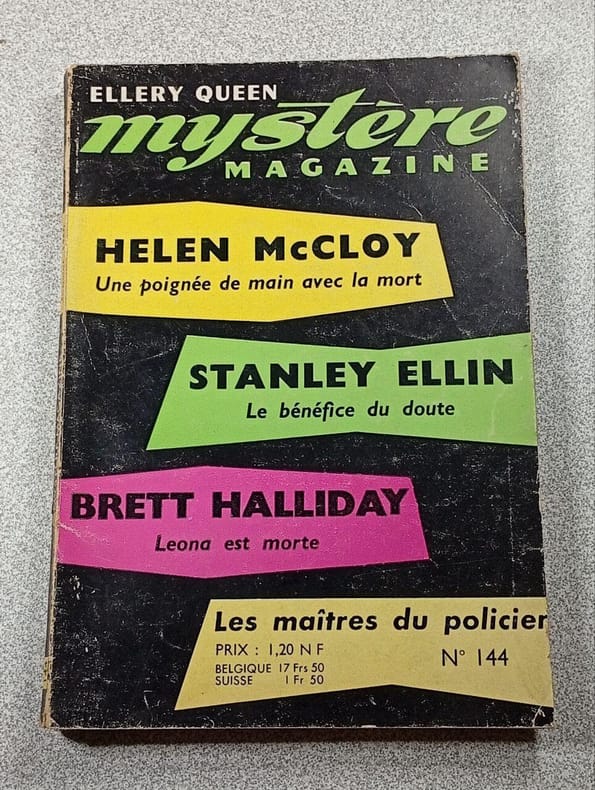 ELLERY QUEEN
mystère
MAGAZINE
HELEN McCLOY
Une poignée de main avec la mort
STANLEY ELLIN
Le bénéfice du doute
BRETT HALLIDAY
Leona est morte
Les maîtres du policier
PRIX : 1,20 N F
BELGIQUE 17 Frs 50
SUISSE 1 Fr 50
N° 144